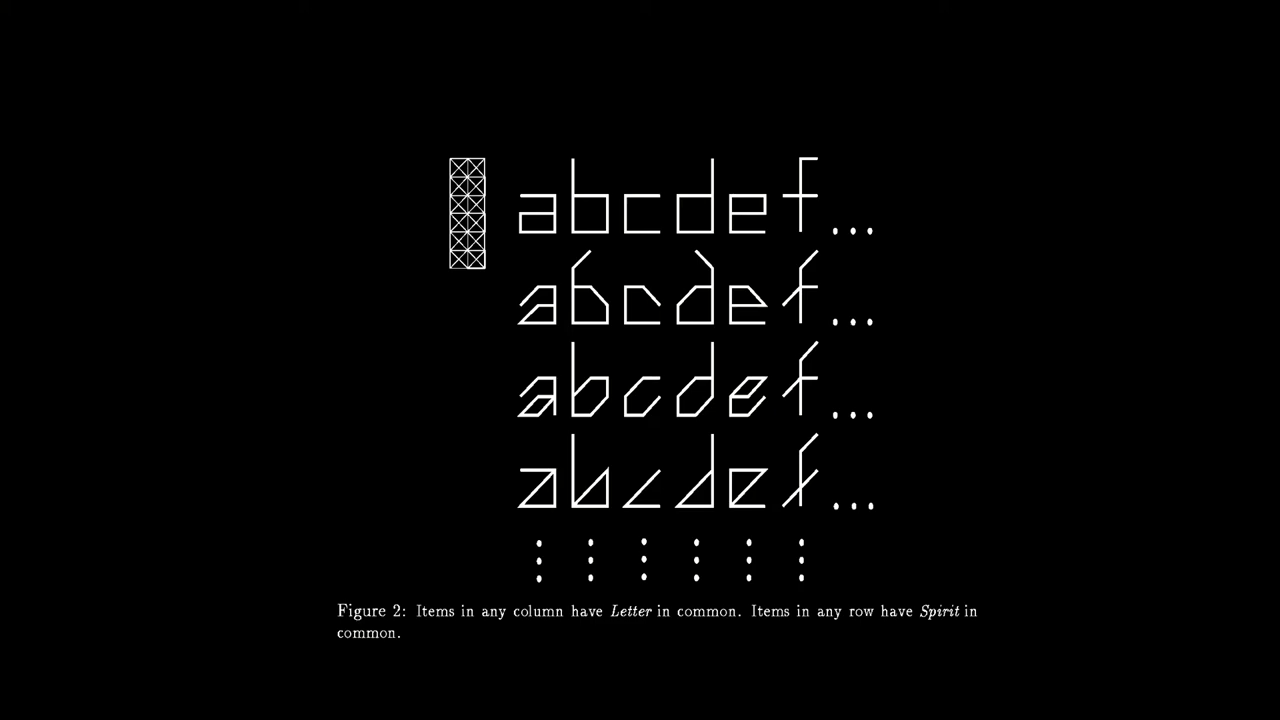 abcdef...
abcdef...
abcdef...
abcdef...
Figure 2: Items in any column have Letter in common. Items in any row have Spirit in
common.